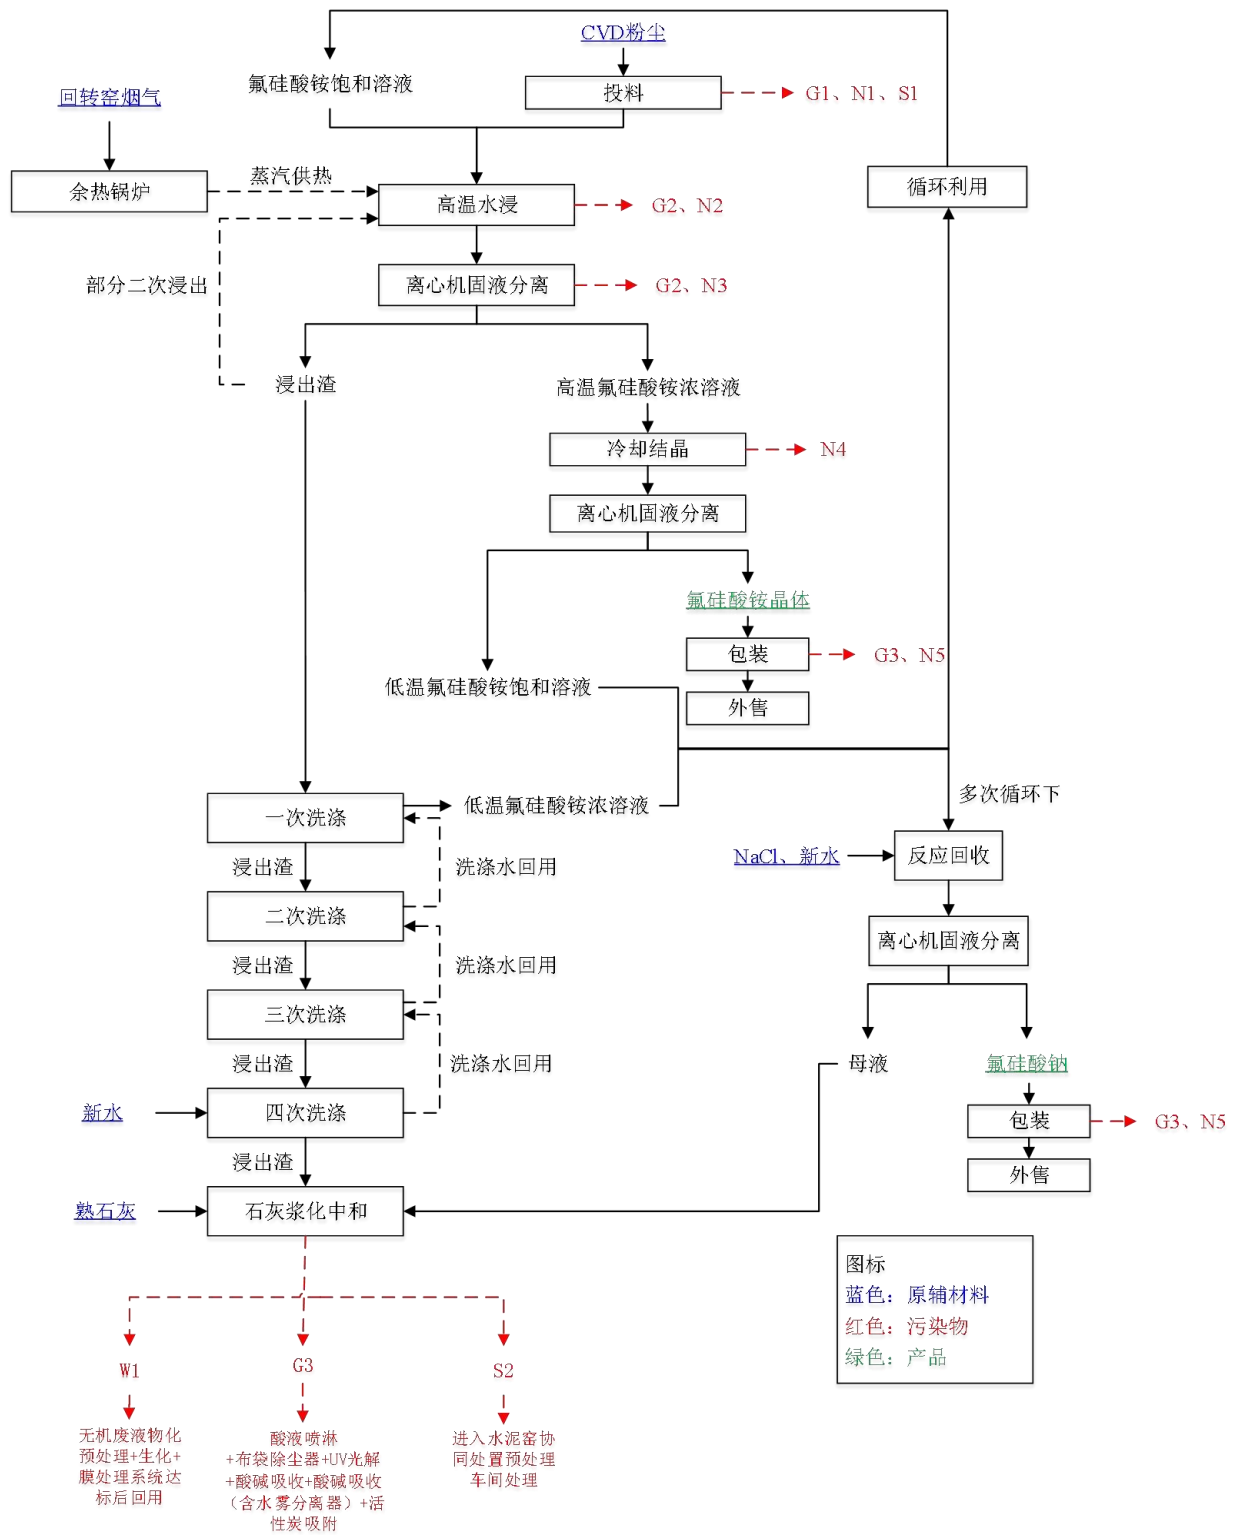 CVD粉尘
氟硅酸铵饱和溶液
投料
G1、N1、S1
回转窑烟气
蒸汽供热
余热锅炉
高温水浸
G2、N2
循环利用
部分二次浸出
离心机固液分离
G2、N3
浸出渣
高温氟硅酸铵浓溶液
冷却结晶
N4
离心机固液分离
氟硅酸铵晶体
包装
G3、N5
低温氟硅酸铵饱和溶液
外售
多次循环下
一次洗涤
低温氟硅酸铵浓溶液
NaCl、新水
反应回收
浸出渣
洗涤水回用
二次洗涤
离心机固液分离
浸出渣
洗涤水回用
三次洗涤
浸出渣
洗涤水回用
母液
氟硅酸钠
新水
四次洗涤
包装
G3、N5
浸出渣
外售
熟石灰
石灰浆化中和
图标
蓝色：原辅材料
红色：污染物
绿色：产品
W1
G3
S2
无机废液物化
预处理+生化+
膜处理系统达
标后回用
酸液喷淋
+布袋除尘器+UV光解
+酸碱吸收+酸碱吸收
（含水雾分离器）+活
性炭吸附
进入水泥窑协
同处置预处理
车间处理